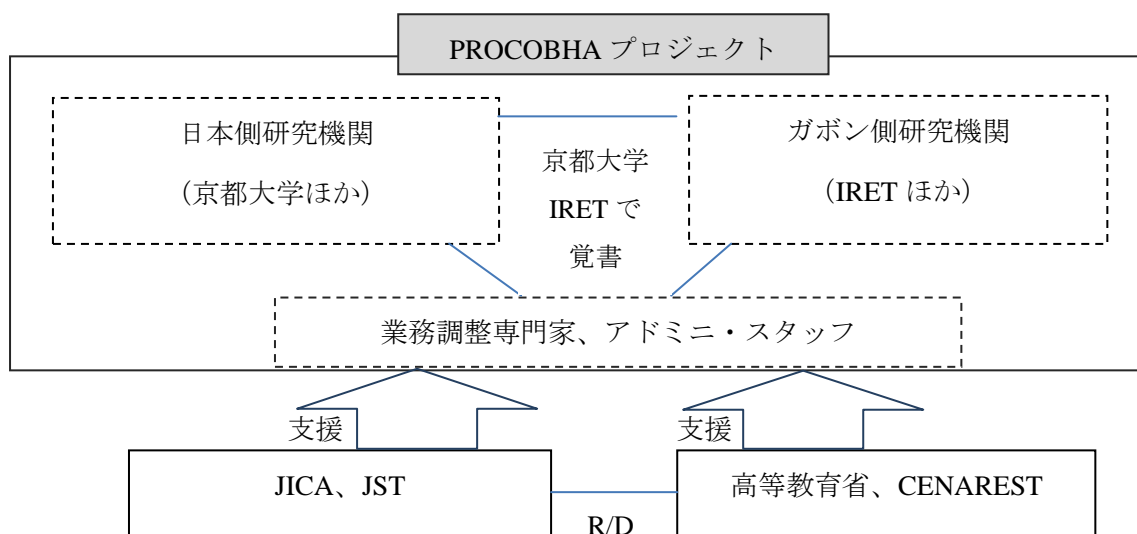 PROCOBHA プロジェクト
日本側研究機関
（京都大学ほか）
京都大学
IRET で
覚書
ガボン側研究機関
（IRET ほか）
業務調整専門家、アドミニ・スタッフ
支援
支援
JICA、JST
R/D
高等教育省、CENAREST